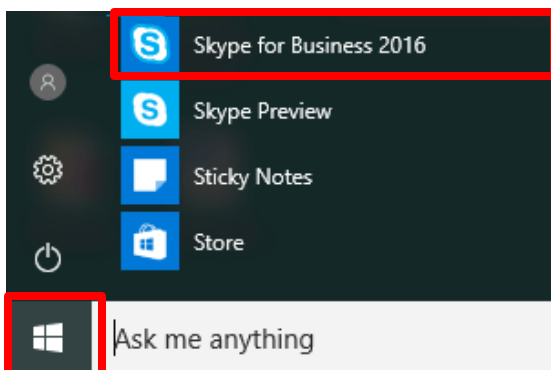 Skype for Business 2016
Skype Preview
Sticky Notes
Store
Ask me anything